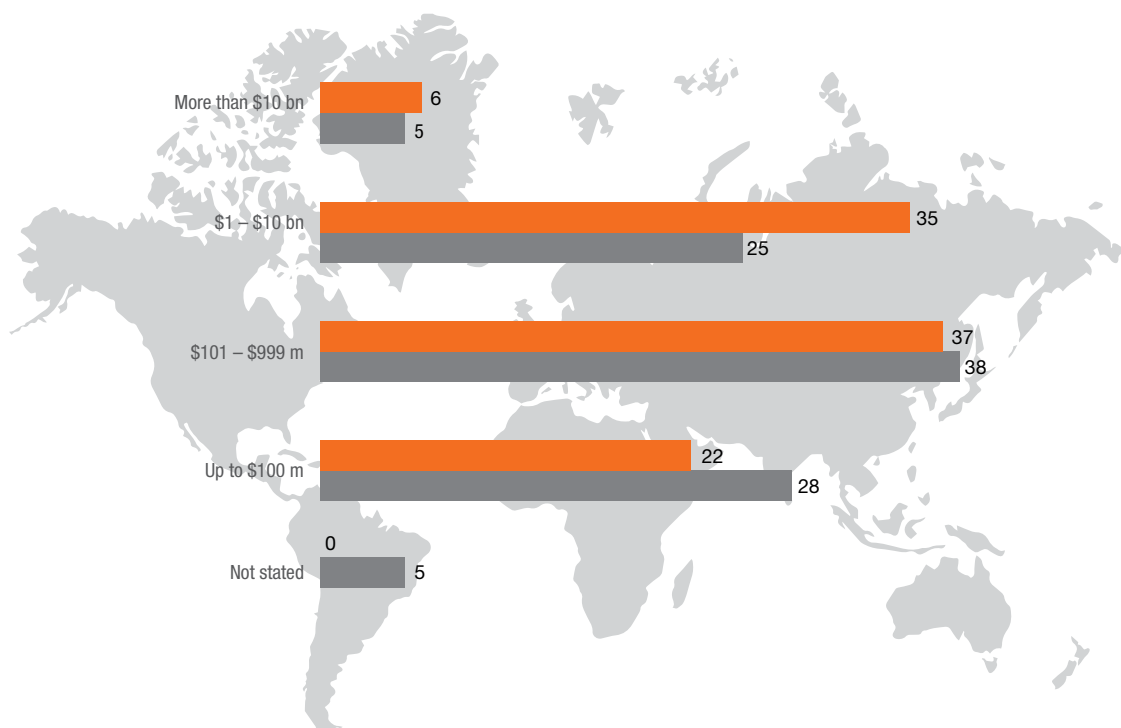 More than $10 bn
6
5
$1 – $10 bn
35
25
$101 – $999 m
37
38
Up to $100 m
22
28
Not stated
0
5